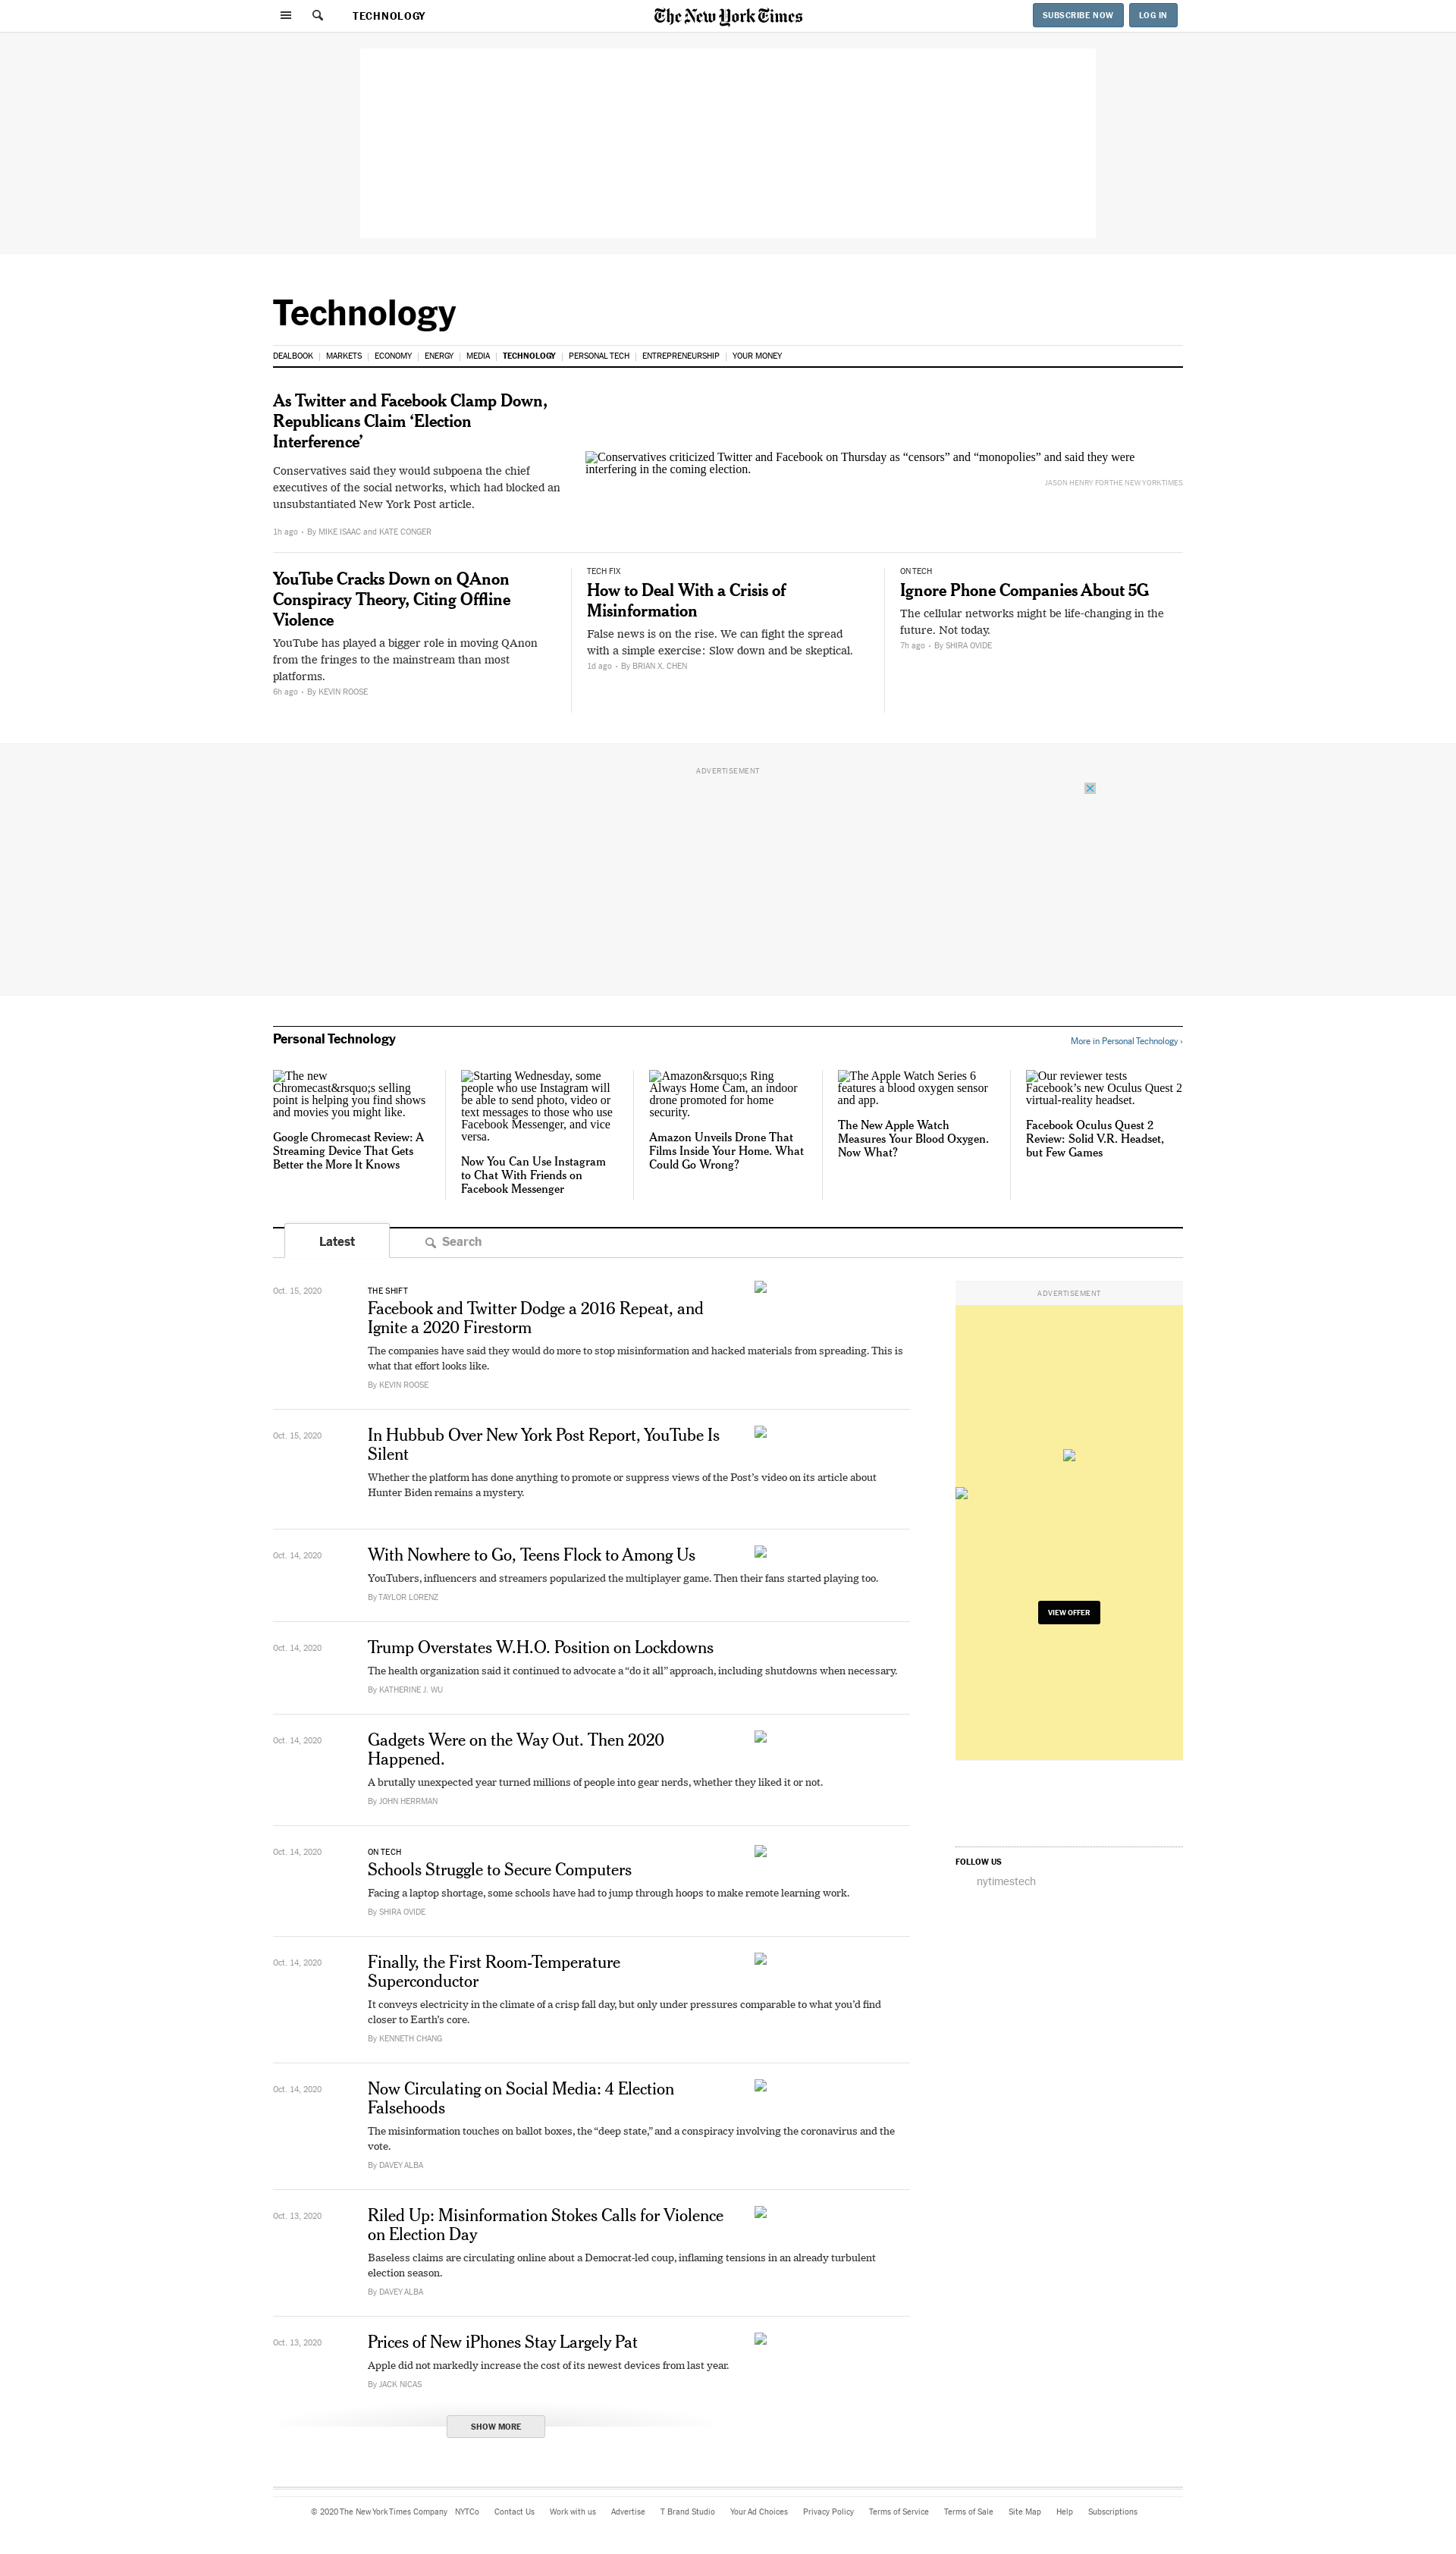 TECHNOLOGY
The New York Times
SUBSCRIBE NOW
LOG IN
Technology
DEALBOOK | MARKETS | ECONOMY | ENERGY | MEDIA | TECHNOLOGY | PERSONAL TECH | ENTREPRENEURSHIP | YOUR MONEY
As Twitter and Facebook Clamp Down,
Republicans Claim ‘Election
Interference’
Conservatives said they would subpoena the chief
executives of the social networks, which had blocked an
unsubstantiated New York Post article.
1h ago • By MIKE ISAAC and KATE CONGER
Conservatives criticized Twitter and Facebook on Thursday as “censors” and “monopolies” and said they were
interfering in the coming election.
JASON HENRY FOR THE NEW YORK TIMES
YouTube Cracks Down on QAnon
Conspiracy Theory, Citing Offline
Violence
YouTube has played a bigger role in moving QAnon
from the fringes to the mainstream than most
platforms.
6h ago • By KEVIN ROOSE
TECH FIX
How to Deal With a Crisis of
Misinformation
False news is on the rise. We can fight the spread
with a simple exercise: Slow down and be skeptical.
1d ago • By BRIAN X. CHEN
ON TECH
Ignore Phone Companies About 5G
The cellular networks might be life-changing in the
future. Not today.
7h ago • By SHIRA OVIDE
ADVERTISEMENT
Personal Technology
More in Personal Technology ›
The new
Chromecast&rsquo;s selling
point is helping you find shows
and movies you might like.
Google Chromecast Review: A
Streaming Device That Gets
Better the More It Knows
Starting Wednesday, some
people who use Instagram will
be able to send photo, video or
text messages to those who use
Facebook Messenger, and vice
versa.
Now You Can Use Instagram
to Chat With Friends on
Facebook Messenger
Amazon&rsquo;s Ring
Always Home Cam, an indoor
drone promoted for home
security.
Amazon Unveils Drone That
Films Inside Your Home. What
Could Go Wrong?
The Apple Watch Series 6
features a blood oxygen sensor
and app.
The New Apple Watch
Measures Your Blood Oxygen.
Now What?
Our reviewer tests
Facebook’s new Oculus Quest 2
virtual-reality headset.
Facebook Oculus Quest 2
Review: Solid V.R. Headset,
but Few Games
Latest
Search
Oct. 15, 2020
THE SHIFT
Facebook and Twitter Dodge a 2016 Repeat, and
Ignite a 2020 Firestorm
The companies have said they would do more to stop misinformation and hacked materials from spreading. This is
what that effort looks like.
By KEVIN ROOSE
Oct. 15, 2020
In Hubbub Over New York Post Report, YouTube Is
Silent
Whether the platform has done anything to promote or suppress views of the Post’s video on its article about
Hunter Biden remains a mystery.
Oct. 14, 2020
With Nowhere to Go, Teens Flock to Among Us
YouTubers, influencers and streamers popularized the multiplayer game. Then their fans started playing too.
By TAYLOR LORENZ
Oct. 14, 2020
Trump Overstates W.H.O. Position on Lockdowns
The health organization said it continued to advocate a “do it all” approach, including shutdowns when necessary.
By KATHERINE J. WU
Oct. 14, 2020
Gadgets Were on the Way Out. Then 2020
Happened.
A brutally unexpected year turned millions of people into gear nerds, whether they liked it or not.
By JOHN HERRMAN
Oct. 14, 2020
ON TECH
Schools Struggle to Secure Computers
Facing a laptop shortage, some schools have had to jump through hoops to make remote learning work.
By SHIRA OVIDE
Oct. 14, 2020
Finally, the First Room-Temperature
Superconductor
It conveys electricity in the climate of a crisp fall day, but only under pressures comparable to what you’d find
closer to Earth’s core.
By KENNETH CHANG
Oct. 14, 2020
Now Circulating on Social Media: 4 Election
Falsehoods
The misinformation touches on ballot boxes, the “deep state,” and a conspiracy involving the coronavirus and the
vote.
By DAVEY ALBA
Oct. 13, 2020
Riled Up: Misinformation Stokes Calls for Violence
on Election Day
Baseless claims are circulating online about a Democrat-led coup, inflaming tensions in an already turbulent
election season.
By DAVEY ALBA
Oct. 13, 2020
Prices of New iPhones Stay Largely Pat
Apple did not markedly increase the cost of its newest devices from last year.
By JACK NICAS
SHOW MORE
ADVERTISEMENT
VIEW OFFER
FOLLOW US
nytimestech
© 2020 The New York Times Company NYTCo Contact Us Work with us Advertise T Brand Studio Your Ad Choices Privacy Policy Terms of Service Terms of Sale Site Map Help Subscriptions